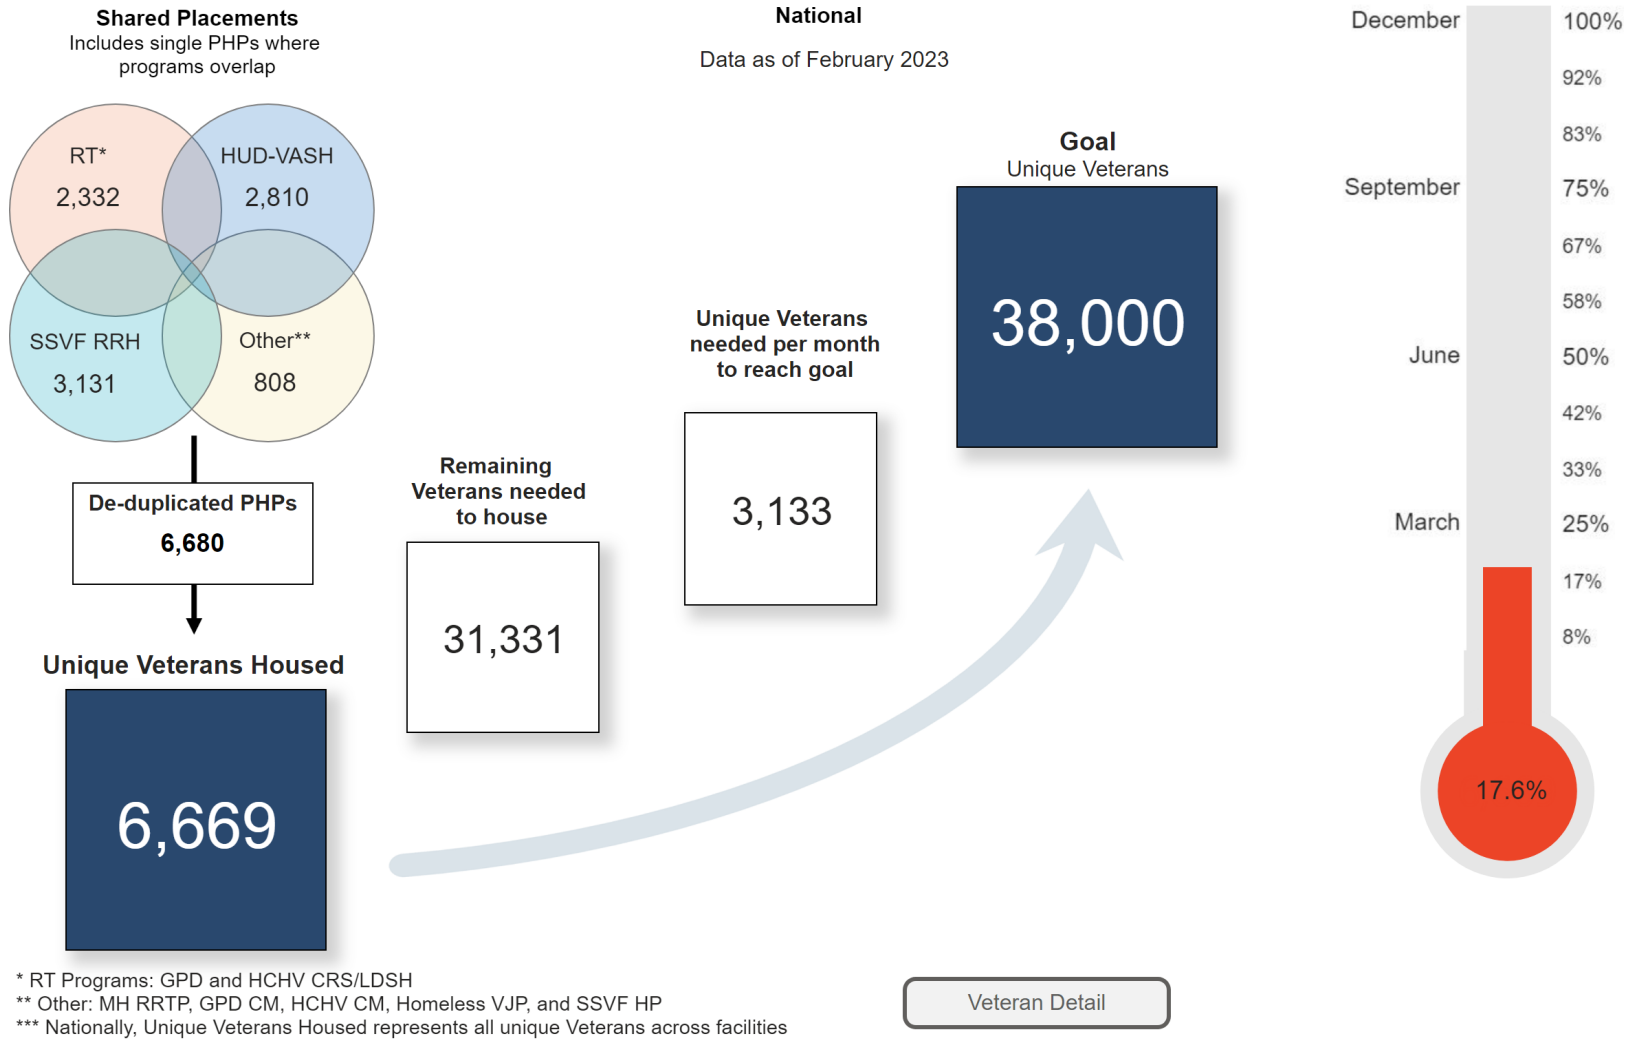 Shared Placements
Includes single PHPs where
programs overlap
RT*
2,332
HUD-VASH
2,810
SSVF RRH
3,131
Other**
808
De-duplicated PHPs
6,680
Unique Veterans Housed
6,669
Remaining
Veterans needed
to house
31,331
Unique Veterans
needed per month
to reach goal
3,133
National
Data as of February 2023
Goal
Unique Veterans
38,000
December 100%
92%
83%
September 75%
67%
58%
June 50%
42%
33%
March 25%
17%
8%
17.6%
* RT Programs: GPD and HCHV CRS/LDSH
** Other: MH RRTP, GPD CM, HCHV CM, Homeless VJP, and SSVF HP
*** Nationally, Unique Veterans Housed represents all unique Veterans across facilities
Veteran Detail